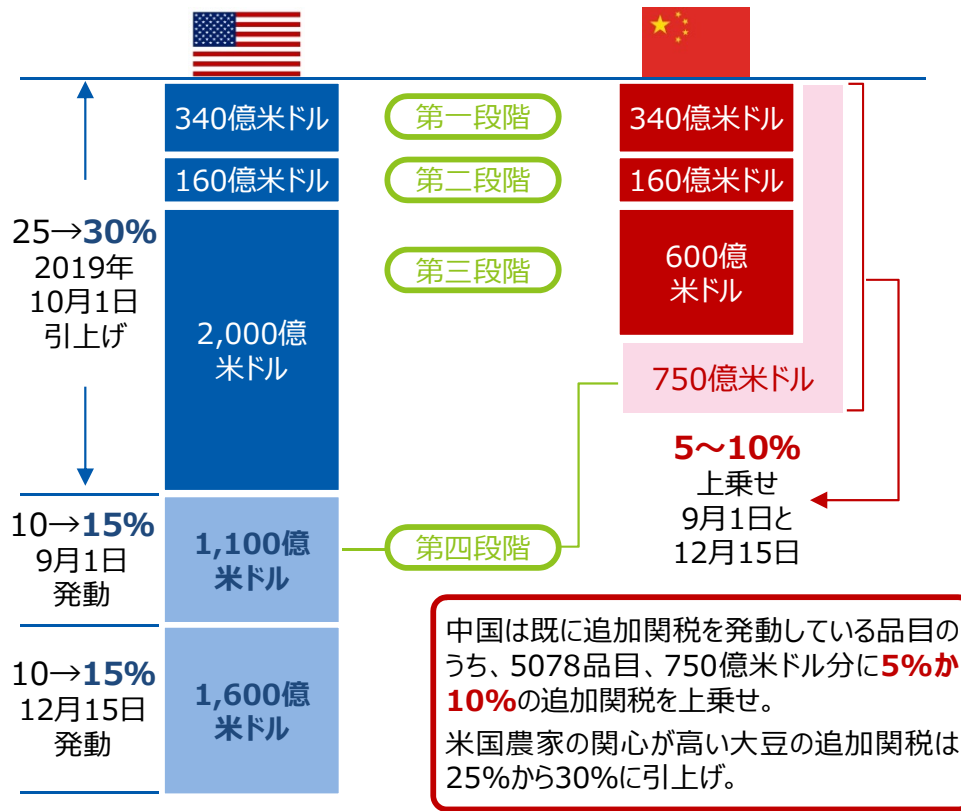 340億米ドル
第一段階
340億米ドル
160億米ドル
第二段階
160億米ドル
25→30%
2019年
10月1日
引上げ
2,000億
米ドル
第三段階
600億
米ドル
750億米ドル
5～10%
上乗せ
9月1日と
12月15日
10→15%
9月1日
発動
1,100億
米ドル
第四段階
10→15%
12月15日
発動
1,600億
米ドル
中国は既に追加関税を発動している品目の
うち、5078品目、750億米ドル分に5%か
10%の追加関税を上乗せ。
米国農家の関心が高い大豆の追加関税は
25%から30%に引上げ。